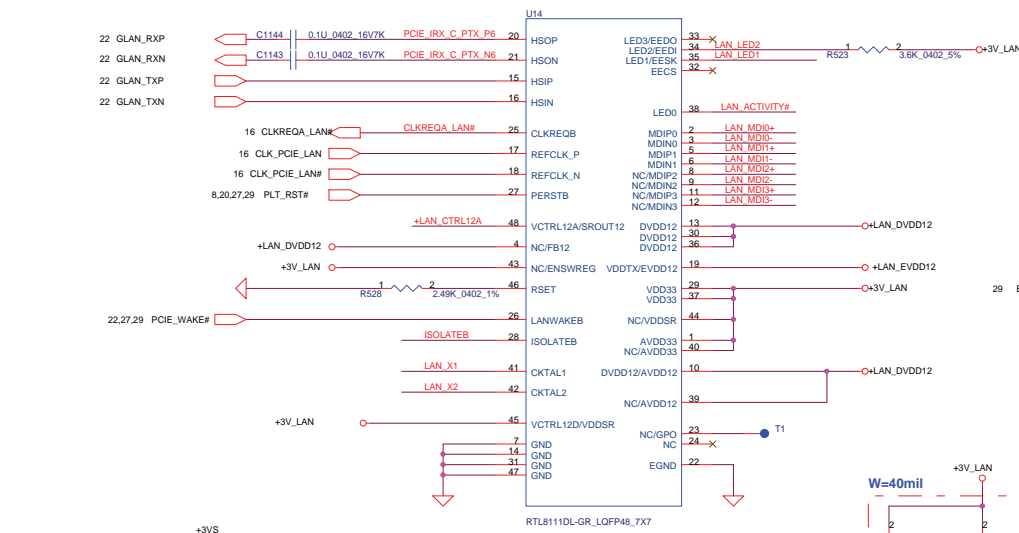 U14
22 GLAN_RXP C1144 0.1U_0402_16V7K PCIE_IRX_C_PTX_P6 20 HSOP
22 GLAN_RXN C1143 0.1U_0402_16V7K PCIE_IRX_C_PTX_N6 21 HSON
22 GLAN_TXP 15 HSIP
22 GLAN_TXN 16 HSIN
16 CLKREQA_LAN# CLKREQA_LAN# 25 CLKREQB
16 CLK_PCIE_LAN 17 REFCLK_P
16 CLK_PCIE_LAN# 18 REFCLK_N
8,20,27,29 PLT_RST# 27 PERSTB
+LAN_CTRL12A 48 VCTRL12A/SROUT12
+LAN_DVDD12 4 NC/FB12
+3V_LAN 43 NC/ENSWREG
R528 1 2 2.49K_0402_1% 46 RSET
22,27,29 PCIE_WAKE# 26 LANWAKEB
ISOLATEB 28 ISOLATEB
LAN_X1 41 CKTAL1
LAN_X2 42 CKTAL2
+3V_LAN 45 VCTRL12D/VDDSR
7 GND
14 GND
31 GND
47 GND
LED3/EEDO 33
LED2/EEDI 34 LAN_LED2 R523 1 2 3.6K_0402_5% +3V_LAN
LED1/EESK 35 LAN_LED1
EECS 32
LED0 38 LAN_ACTIVITY#
MDIP0 2 LAN_MDI0+
MDIN0 3 LAN_MDI0-
MDIP1 5 LAN_MDI1+
MDIN1 6 LAN_MDI1-
NC/MDIP2 8 LAN_MDI2+
NC/MDIN2 9 LAN_MDI2-
NC/MDIP3 11 LAN_MDI3+
NC/MDIN3 12 LAN_MDI3-
DVDD12 13 +LAN_DVDD12
DVDD12 30
DVDD12 36
VDDTX/EVDD12 19 +LAN_EVDD12
VDD33 29 +3V_LAN
VDD33 37
NC/VDDSR 44
AVDD33 1
NC/AVDD33 40
DVDD12/AVDD12 10 +LAN_DVDD12
NC/AVDD12 39
NC/GPO 23 T1
NC 24
EGND 22
RTL8111DL-GR_LQFP48_7X7
29
+3V_LAN
W=40mil
2 2
+3VS